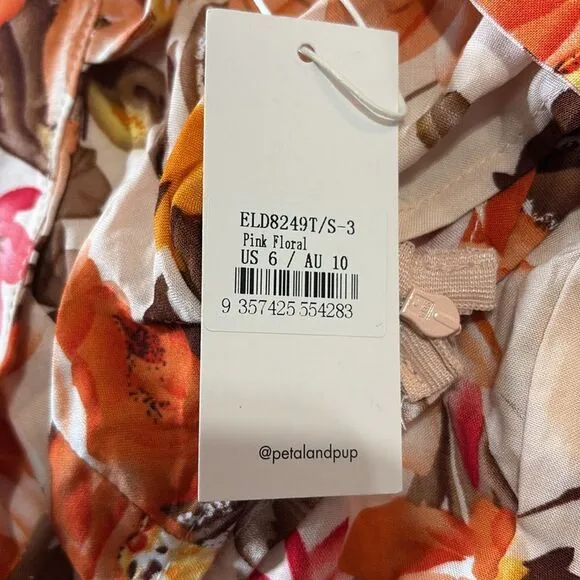 ELD8249T/S-3
Pink Floral
US 6 / AU 10
9 357425 554283
@petalandpup